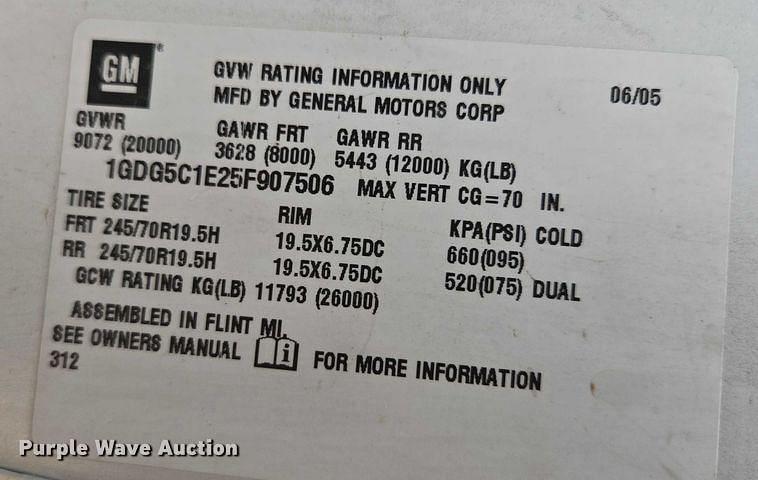 GM ®
GVW RATING INFORMATION ONLY 06/05
MFD BY GENERAL MOTORS CORP
GVWR GAWR FRT GAWR RR
9072 (20000) 3628 (8000) 5443 (12000) KG(LB)
1GDG5C1E25F907506 MAX VERT CG=70 IN.
TIRE SIZE RIM KPA(PSI) COLD
FRT 245/70R19.5H 19.5X6.75DC 660(095)
RR 245/70R19.5H 19.5X6.75DC 520(075) DUAL
GCW RATING KG(LB) 11793 (26000)
ASSEMBLED IN FLINT MI.
SEE OWNERS MANUAL i FOR MORE INFORMATION
312
Purple Wave Auction